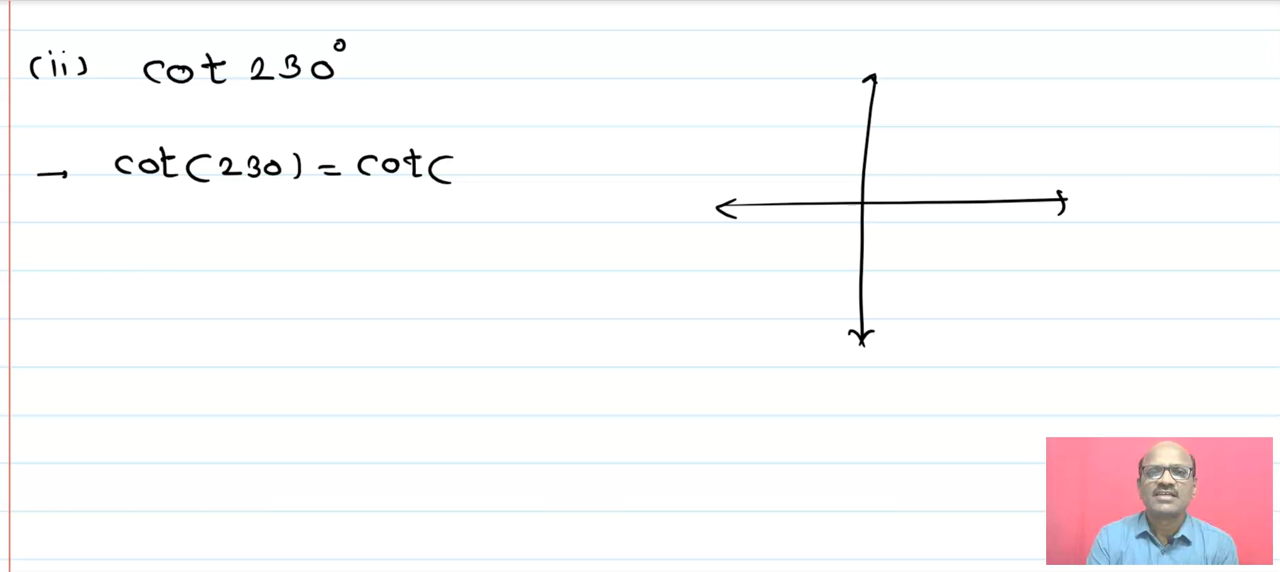 (ii) cot 230°
→ cot(230) = cot(